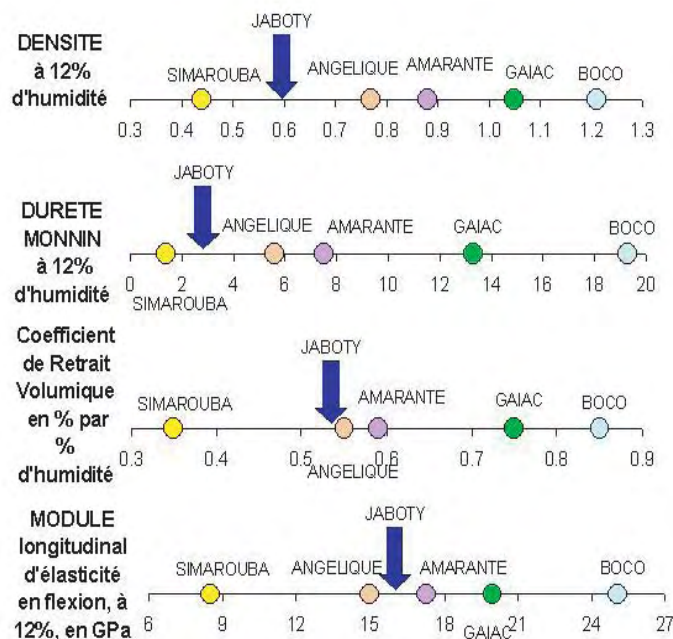 JABOTY
DENSITE
à 12%
d'humidité
SIMAROUBA
ANGELIQUE
AMARANTE
GAIAC
BOCO
0.3 0.4 0.5 0.6 0.7 0.8 0.9 1.0 1.1 1.2 1.3
JABOTY
DURETE
MONNIN
à 12%
d'humidité
ANGELIQUE
AMARANTE
GAIAC
BOCO
0 2 4 6 8 10 12 14 16 18 20
SIMAROUBA
Coefficient
de Retrait
Volumique
en % par
%
d'humidité
JABOTY
SIMAROUBA
AMARANTE
GAIAC
BOCO
0.3 0.4 0.5 0.6 0.7 0.8 0.9
ANGELIQUE
MODULE
longitudinal
d'élasticité
en flexion, à
12%, en GPa
JABOTY
SIMAROUBA
ANGELIQUE
AMARANTE
BOCO
6 9 12 15 18 21 24 27
GAIAC